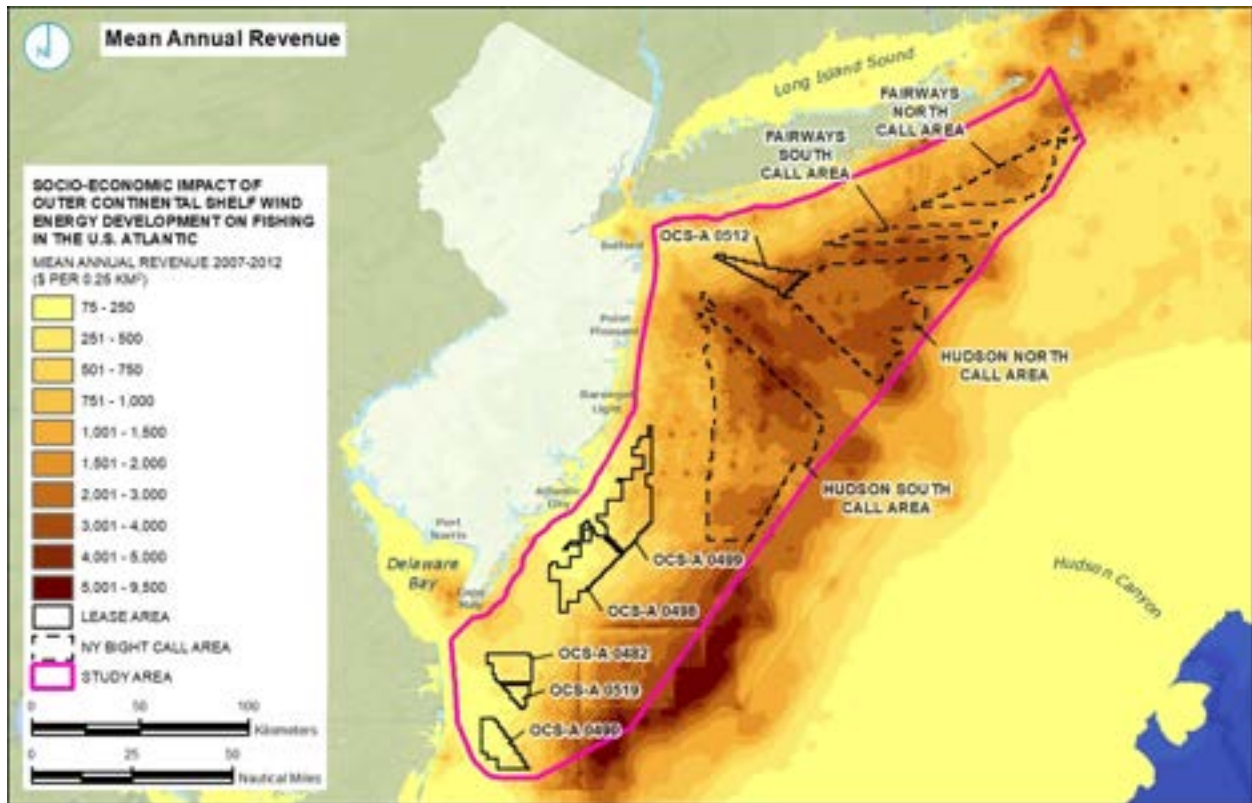 Mean Annual Revenue
N
SOCIO-ECONOMIC IMPACT OF
OUTER CONTINENTAL SHELF WIND
ENERGY DEVELOPMENT ON FISHING
IN THE U.S. ATLANTIC
MEAN ANNUAL REVENUE 2007-2012
($ PER 0.25 KM²)
75 - 250
251 - 500
501 - 750
751 - 1,000
1,001 - 1,500
1,501 - 2,000
2,001 - 3,000
3,001 - 4,000
4,001 - 5,000
5,001 - 9,500
LEASE AREA
NY BIGHT CALL AREA
STUDY AREA
0 50 100
Kilometers
0 25 50
Nautical Miles
Long Island Sound
FAIRWAYS
NORTH
CALL AREA
FAIRWAYS
SOUTH
CALL AREA
OCS-A 0512
Belford
Point
Pleasant
HUDSON NORTH
CALL AREA
Barnegat
Light
HUDSON SOUTH
CALL AREA
Atlantic
City
Port
Norris
OCS-A 0499
Delaware
Bay
Cape
May
OCS-A 0498
Hudson Canyon
OCS-A 0482
OCS-A 0519
OCS-A 0490